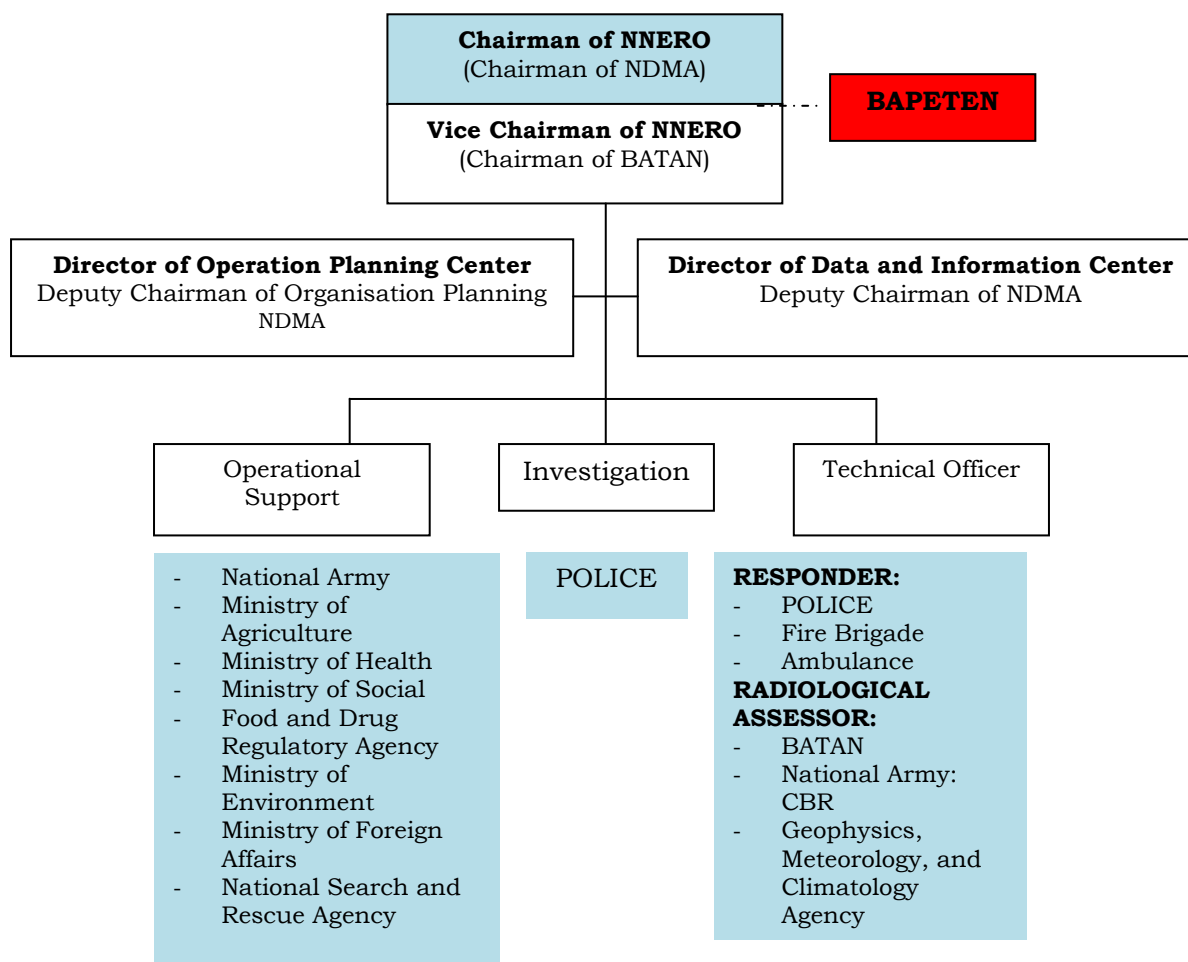 Chairman of NNERO
(Chairman of NDMA)
BAPETEN
Vice Chairman of NNERO
(Chairman of BATAN)
Director of Operation Planning Center
Deputy Chairman of Organisation Planning
NDMA
Director of Data and Information Center
Deputy Chairman of NDMA
Operational
Support
Investigation
Technical Officer
- National Army
- Ministry of
Agriculture
- Ministry of Health
- Ministry of Social
- Food and Drug
Regulatory Agency
- Ministry of
Environment
- Ministry of Foreign
Affairs
- National Search and
Rescue Agency
POLICE
RESPONDER:
- POLICE
- Fire Brigade
- Ambulance
RADIOLOGICAL
ASSESSOR:
- BATAN
- National Army:
CBR
- Geophysics,
Meteorology, and
Climatology
Agency